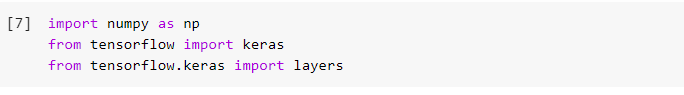 [7] import numpy as np
from tensorflow import keras
from tensorflow.keras import layers